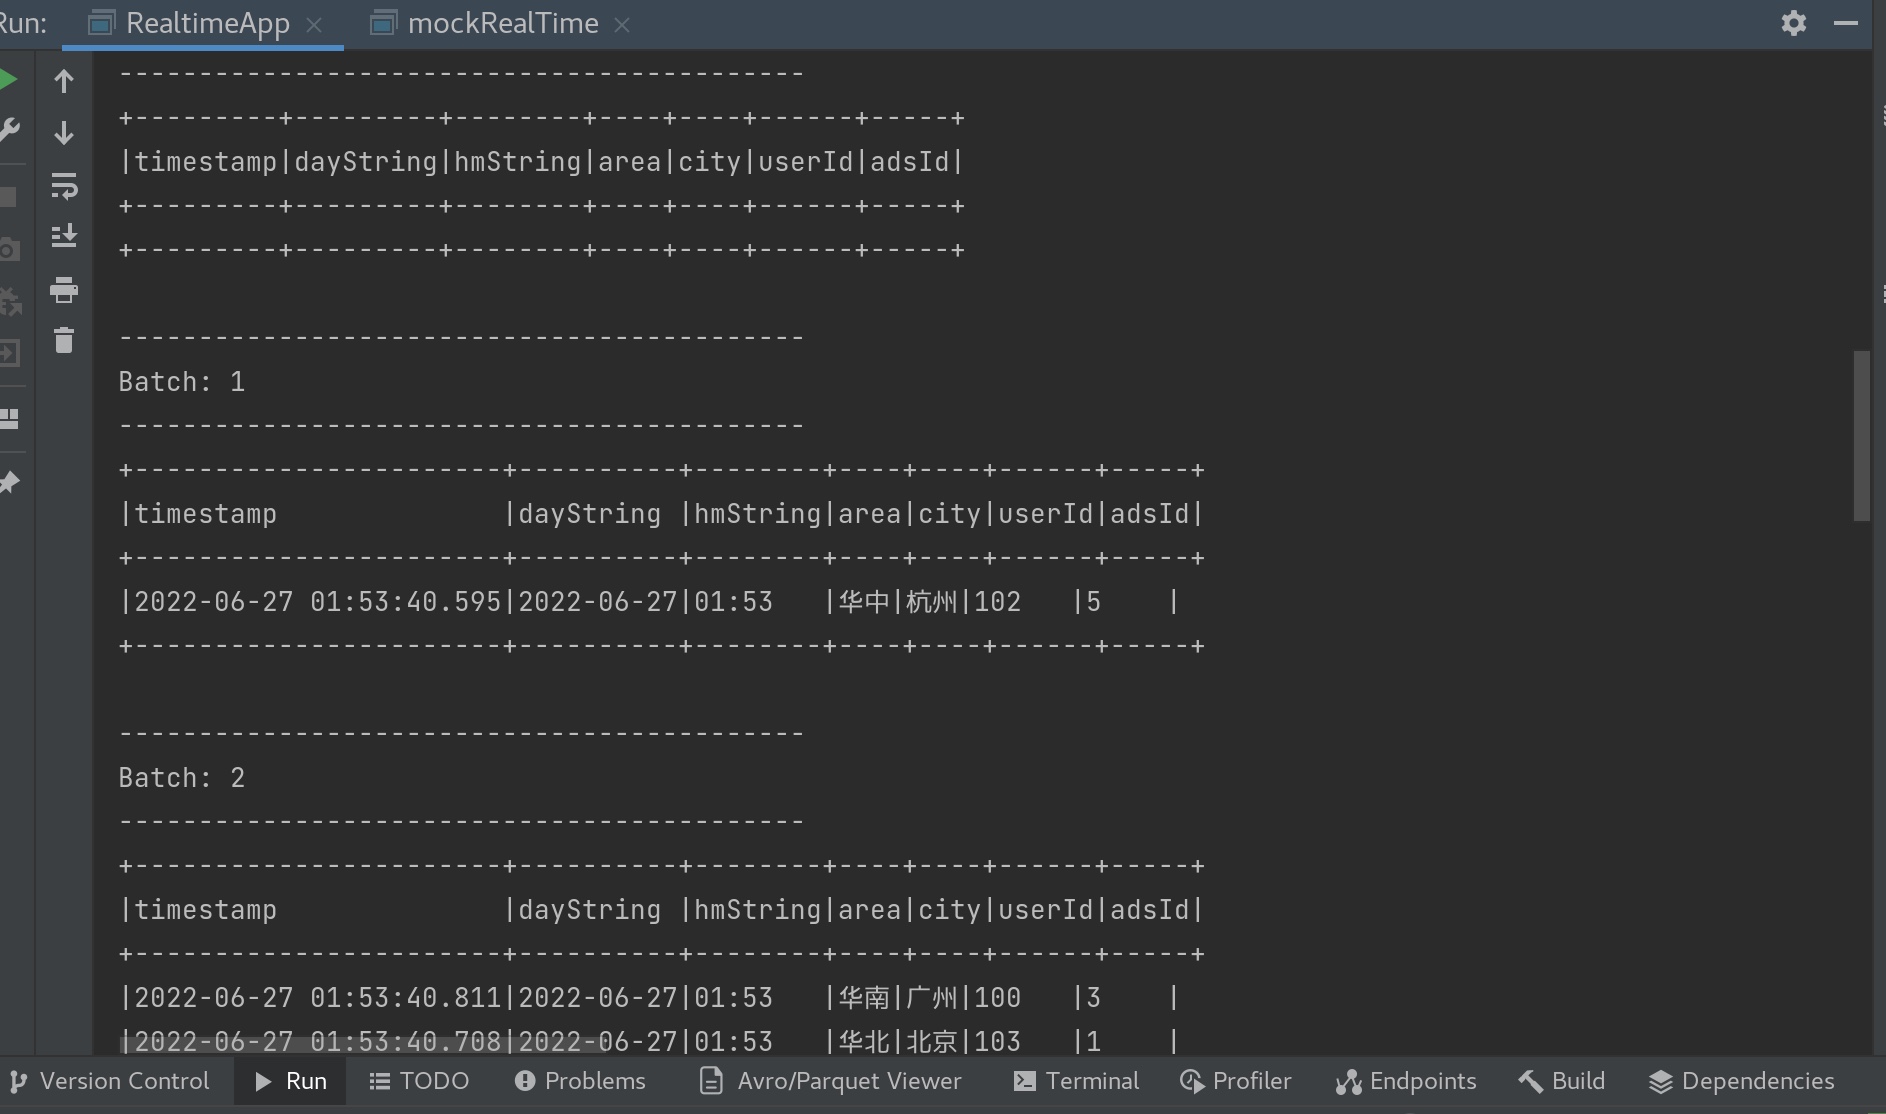 Run: RealtimeApp mockRealTime
-------------------------------------------
+---------+---------+--------+----+----+------+-----+
|timestamp|dayString|hmString|area|city|userId|adsId|
+---------+---------+--------+----+----+------+-----+
+---------+---------+--------+----+----+------+-----+
-------------------------------------------
Batch: 1
-------------------------------------------
+-----------------------+----------+--------+----+----+------+-----+
|timestamp              |dayString |hmString|area|city|userId|adsId|
+-----------------------+----------+--------+----+----+------+-----+
|2022-06-27 01:53:40.595|2022-06-27|01:53   |华中|杭州|102   |5    |
+-----------------------+----------+--------+----+----+------+-----+
-------------------------------------------
Batch: 2
-------------------------------------------
+-----------------------+----------+--------+----+----+------+-----+
|timestamp              |dayString |hmString|area|city|userId|adsId|
+-----------------------+----------+--------+----+----+------+-----+
|2022-06-27 01:53:40.811|2022-06-27|01:53   |华南|广州|100   |3    |
|2022-06-27 01:53:40.708|2022-06-27|01:53   |华北|北京|103   |1    |
Version Control Run TODO Problems Avro/Parquet Viewer Terminal Profiler Endpoints Build Dependencies